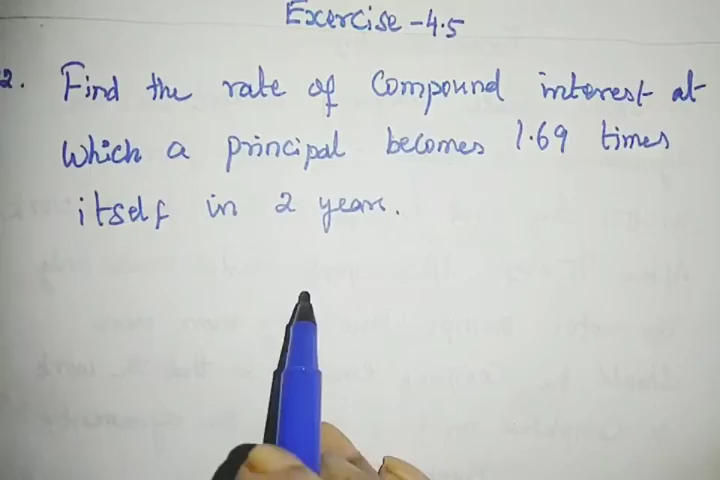 Exercise - 4.5
2. Find the rate of compound interest at
which a principal becomes 1.69 times
itself in 2 years.